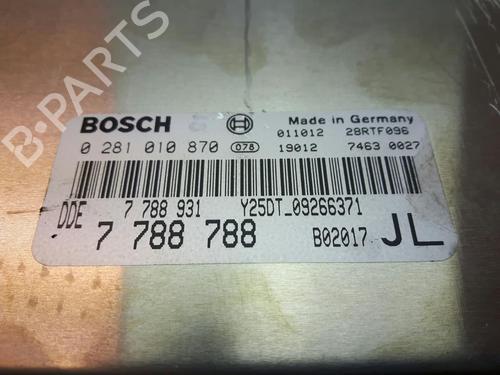 BOSCH Made in Germany
011012 28RTF096
0 281 010 870 078 19012 7463 0027
DDE 7 788 931 Y25DT_09266371
7 788 788 B02017 JL
B-PARTS